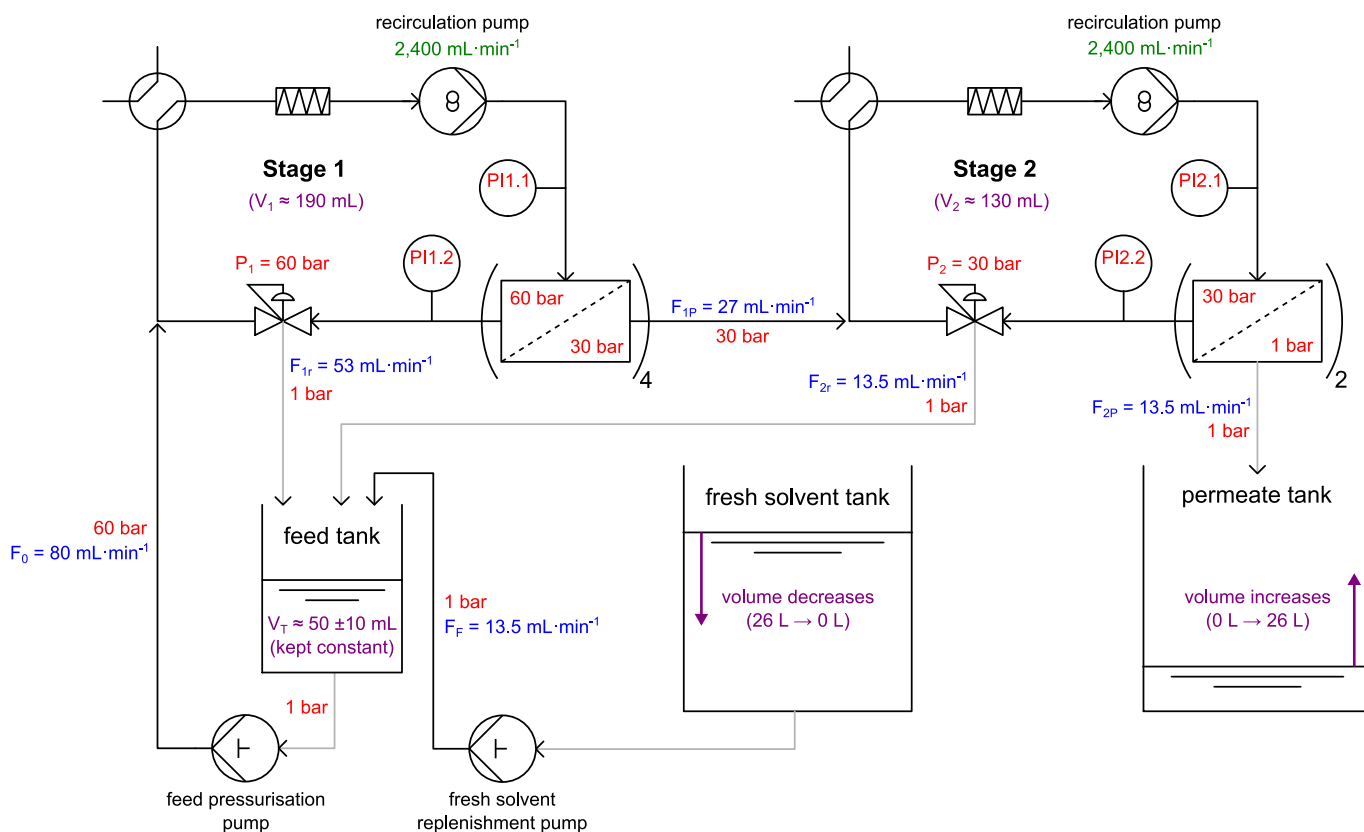 recirculation pump
2,400 mL·min⁻¹
recirculation pump
2,400 mL·min⁻¹
Stage 1
(V₁ ≈ 190 mL)
PI1.1
Stage 2
(V₂ ≈ 130 mL)
PI2.1
P₁ = 60 bar
PI1.2
60 bar
30 bar
4
F₁ₚ = 27 mL·min⁻¹
30 bar
P₂ = 30 bar
PI2.2
30 bar
1 bar
2
F₁ᵣ = 53 mL·min⁻¹
1 bar
F₂ᵣ = 13.5 mL·min⁻¹
1 bar
F₂ₚ = 13.5 mL·min⁻¹
1 bar
60 bar
F₀ = 80 mL·min⁻¹
feed tank
V_T ≈ 50 ±10 mL
(kept constant)
1 bar
1 bar
F_F = 13.5 mL·min⁻¹
fresh solvent tank
volume decreases
(26 L → 0 L)
permeate tank
volume increases
(0 L → 26 L)
feed pressurisation
pump
fresh solvent
replenishment pump